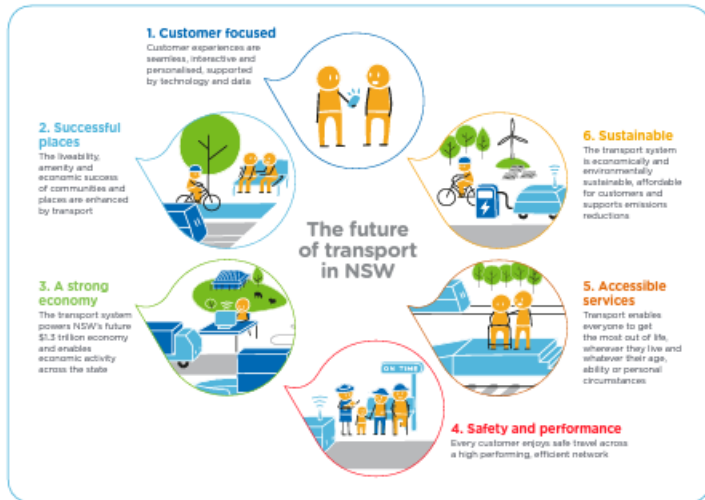 1. Customer focused
Customer experiences are
seamless, interactive and
personalised, supported
by technology and data
2. Successful
places
The liveability,
amenity and
economic success
of communities and
places are enhanced
by transport
3. A strong
economy
The transport system
powers NSW's future
$1.3 trillion economy and
enables
economic activity
across the state
The future
of transport
in NSW
6. Sustainable
The transport system
is economically and
environmentally
sustainable, affordable
for customers and
supports emissions
reductions
5. Accessible
services
Transport enables
everyone to get
the most out of life,
wherever they live and
whatever their age,
ability or personal
circumstances
ON TIME
4. Safety and performance
Every customer enjoys safe travel across
a high performing, efficient network